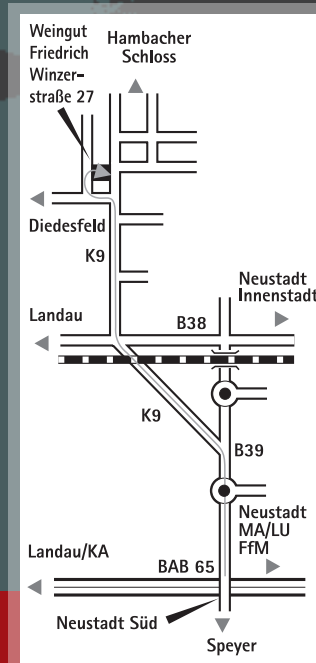 Weingut
Friedrich
Winzer-
straße 27
Hambacher
Schloss
Diedesfeld
K9
Landau
B38
Neustadt
Innenstadt
K9
B39
Neustadt
MA/LU
FfM
Landau/KA
BAB 65
Neustadt Süd
Speyer